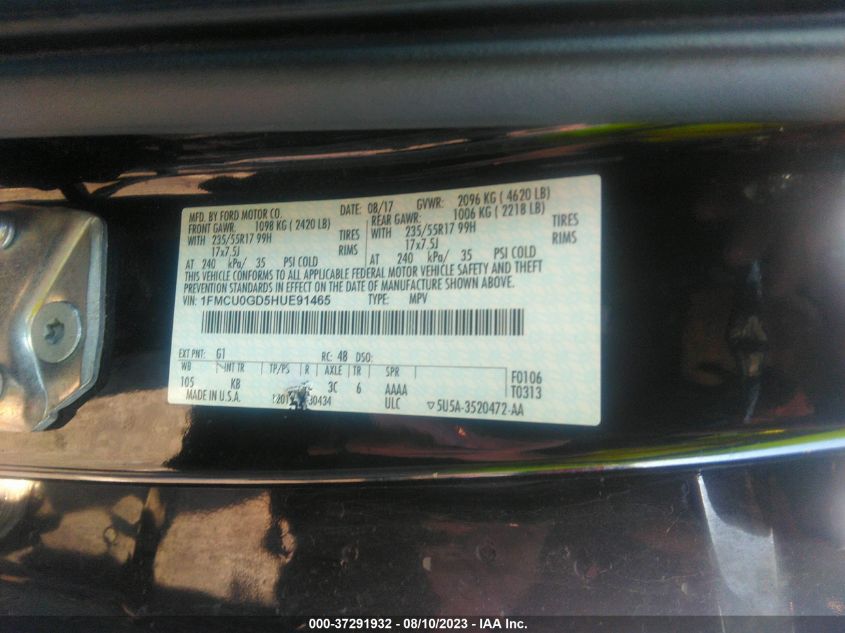 MFD. BY FORD MOTOR CO. DATE: 08/17 GVWR: 2096 KG ( 4620 LB)
FRONT GAWR: 1098 KG ( 2420 LB) REAR GAWR: 1006 KG ( 2218 LB)
WITH 235/55R17 99H TIRES WITH 235/55R17 99H TIRES
17x7.5J RIMS 17x7.5J RIMS
AT 240 kPa/ 35 PSI COLD AT 240 kPa/ 35 PSI COLD
THIS VEHICLE CONFORMS TO ALL APPLICABLE FEDERAL MOTOR VEHICLE SAFETY AND THEFT
PREVENTION STANDARDS IN EFFECT ON THE DATE OF MANUFACTURE SHOWN ABOVE.
VIN: 1FMCU0GD5HUE91465 TYPE: MPV
EXT PNT: G1 RC: 48 DSO:
WB INT TR TP/PS R AXLE TR SPR F0106
105 KB 3C 6 AAAA T0313
MADE IN U.S.A. 30434 ULC ▽5U5A-3520472-AA
000-37291932 - 08/10/2023 - IAA Inc.